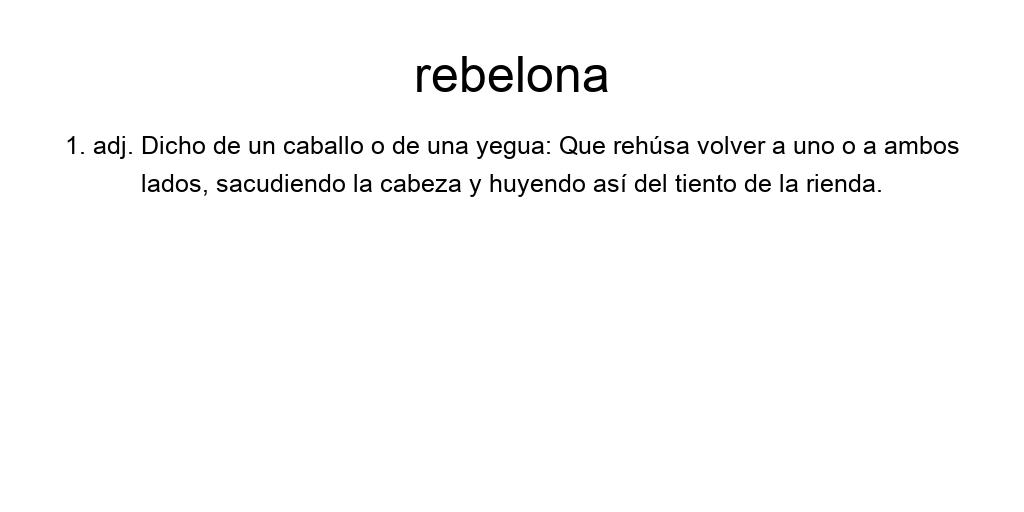 rebelona
1. adj. Dicho de un caballo o de una yegua: Que rehúsa volver a uno o a ambos
lados, sacudiendo la cabeza y huyendo así del tiento de la rienda.